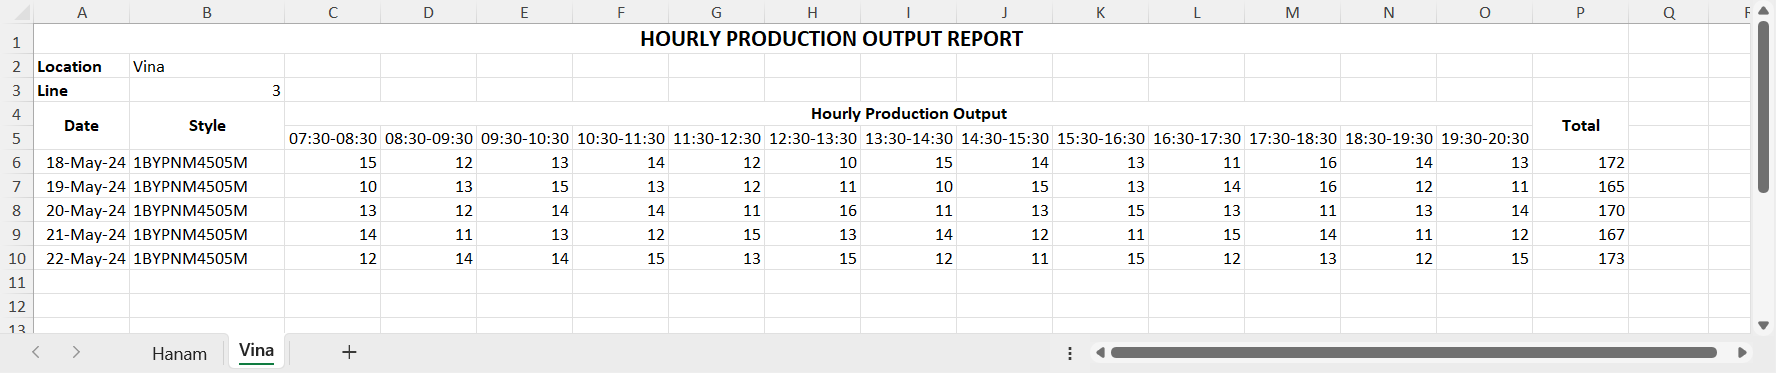 A B C D E F G H I J K L M N O P Q
1 HOURLY PRODUCTION OUTPUT REPORT
2 Location Vina
3 Line 3
4 Date Style Hourly Production Output Total
5 07:30-08:30 08:30-09:30 09:30-10:30 10:30-11:30 11:30-12:30 12:30-13:30 13:30-14:30 14:30-15:30 15:30-16:30 16:30-17:30 17:30-18:30 18:30-19:30 19:30-20:30
6 18-May-24 1BYPNM4505M 15 12 13 14 12 10 15 14 13 11 16 14 13 172
7 19-May-24 1BYPNM4505M 10 13 15 13 12 11 10 15 13 14 16 12 11 165
8 20-May-24 1BYPNM4505M 13 12 14 14 11 16 11 13 15 13 11 13 14 170
9 21-May-24 1BYPNM4505M 14 11 13 12 15 13 14 12 11 15 14 11 12 167
10 22-May-24 1BYPNM4505M 12 14 14 15 13 15 12 11 15 12 13 12 15 173
11
12
13
Hanam Vina